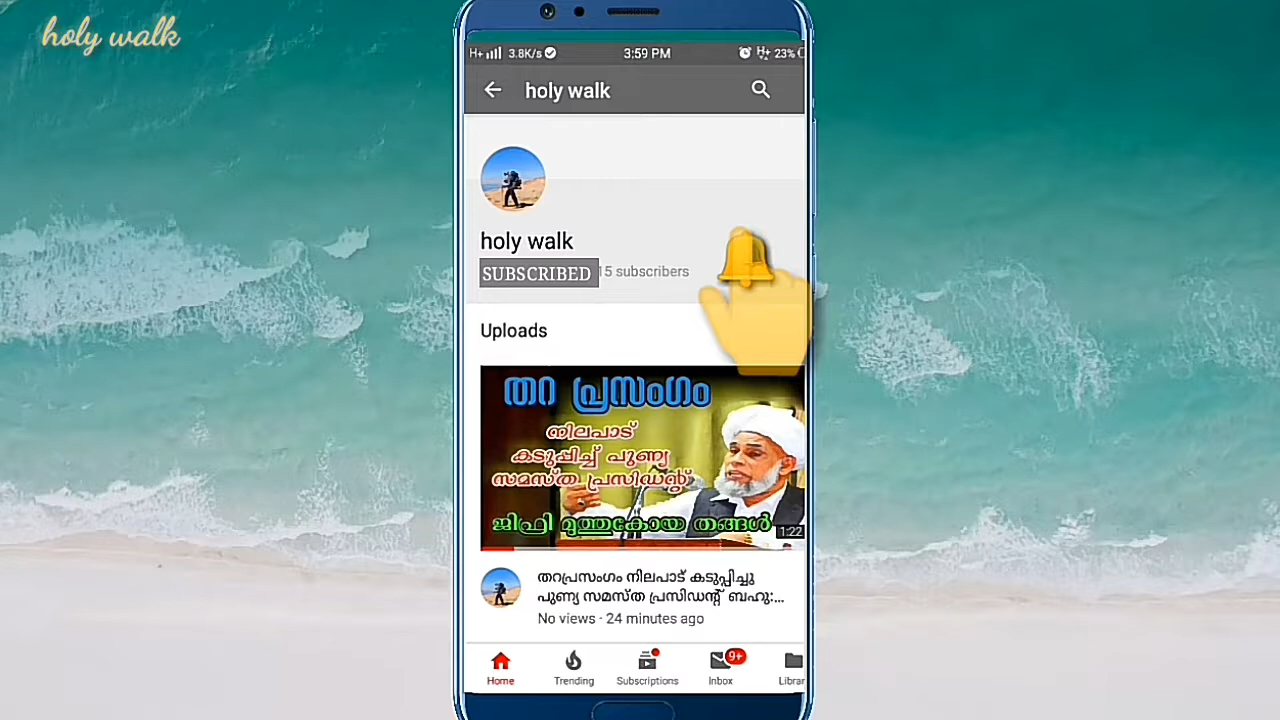 holy walk
H+ 3.8K/s 3:59 PM H+ 23%
holy walk
holy walk
SUBSCRIBED 15 subscribers
Uploads
തറ പ്രസംഗം
നിലപാട്
കടുപ്പിച്ച് പുണ്യ
സമസ്ത പ്രസിഡന്റ്
ജിഫ്രി മുത്തുകോയ തങ്ങൾ
1:22
തറപ്രസംഗം നിലപാട് കടുപ്പിച്ചു
പുണ്യ സമസ്ത പ്രസിഡന്റ് ബഹു:...
No views · 24 minutes ago
9+
Home Trending Subscriptions Inbox Librar